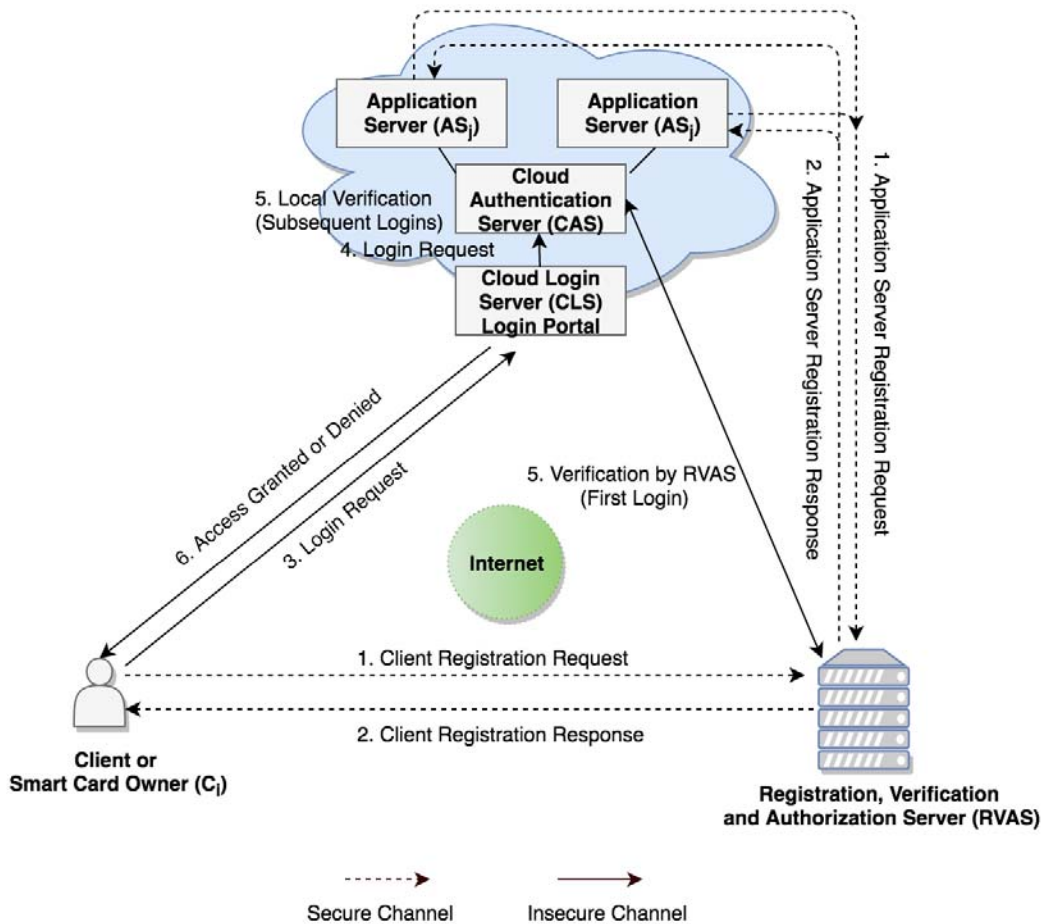 Application
Server (ASj)
Application
Server (ASj)
Cloud
Authentication
Server (CAS)
5. Local Verification
(Subsequent Logins)
4. Login Request
Cloud Login
Server (CLS)
Login Portal
1. Application Server Registration Request
2. Application Server Registration Response
6. Access Granted or Denied
3. Login Request
5. Verification by RVAS
(First Login)
Internet
1. Client Registration Request
2. Client Registration Response
Client or
Smart Card Owner (Ci)
Registration, Verification
and Authorization Server (RVAS)
Secure Channel
Insecure Channel